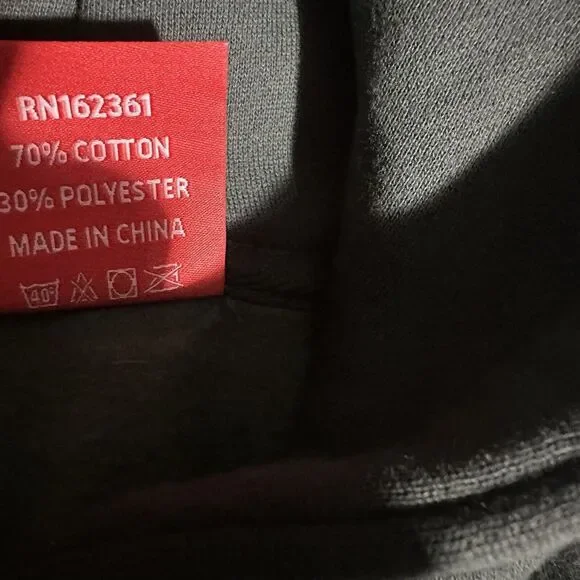 RN162361
70% COTTON
30% POLYESTER
MADE IN CHINA
40°